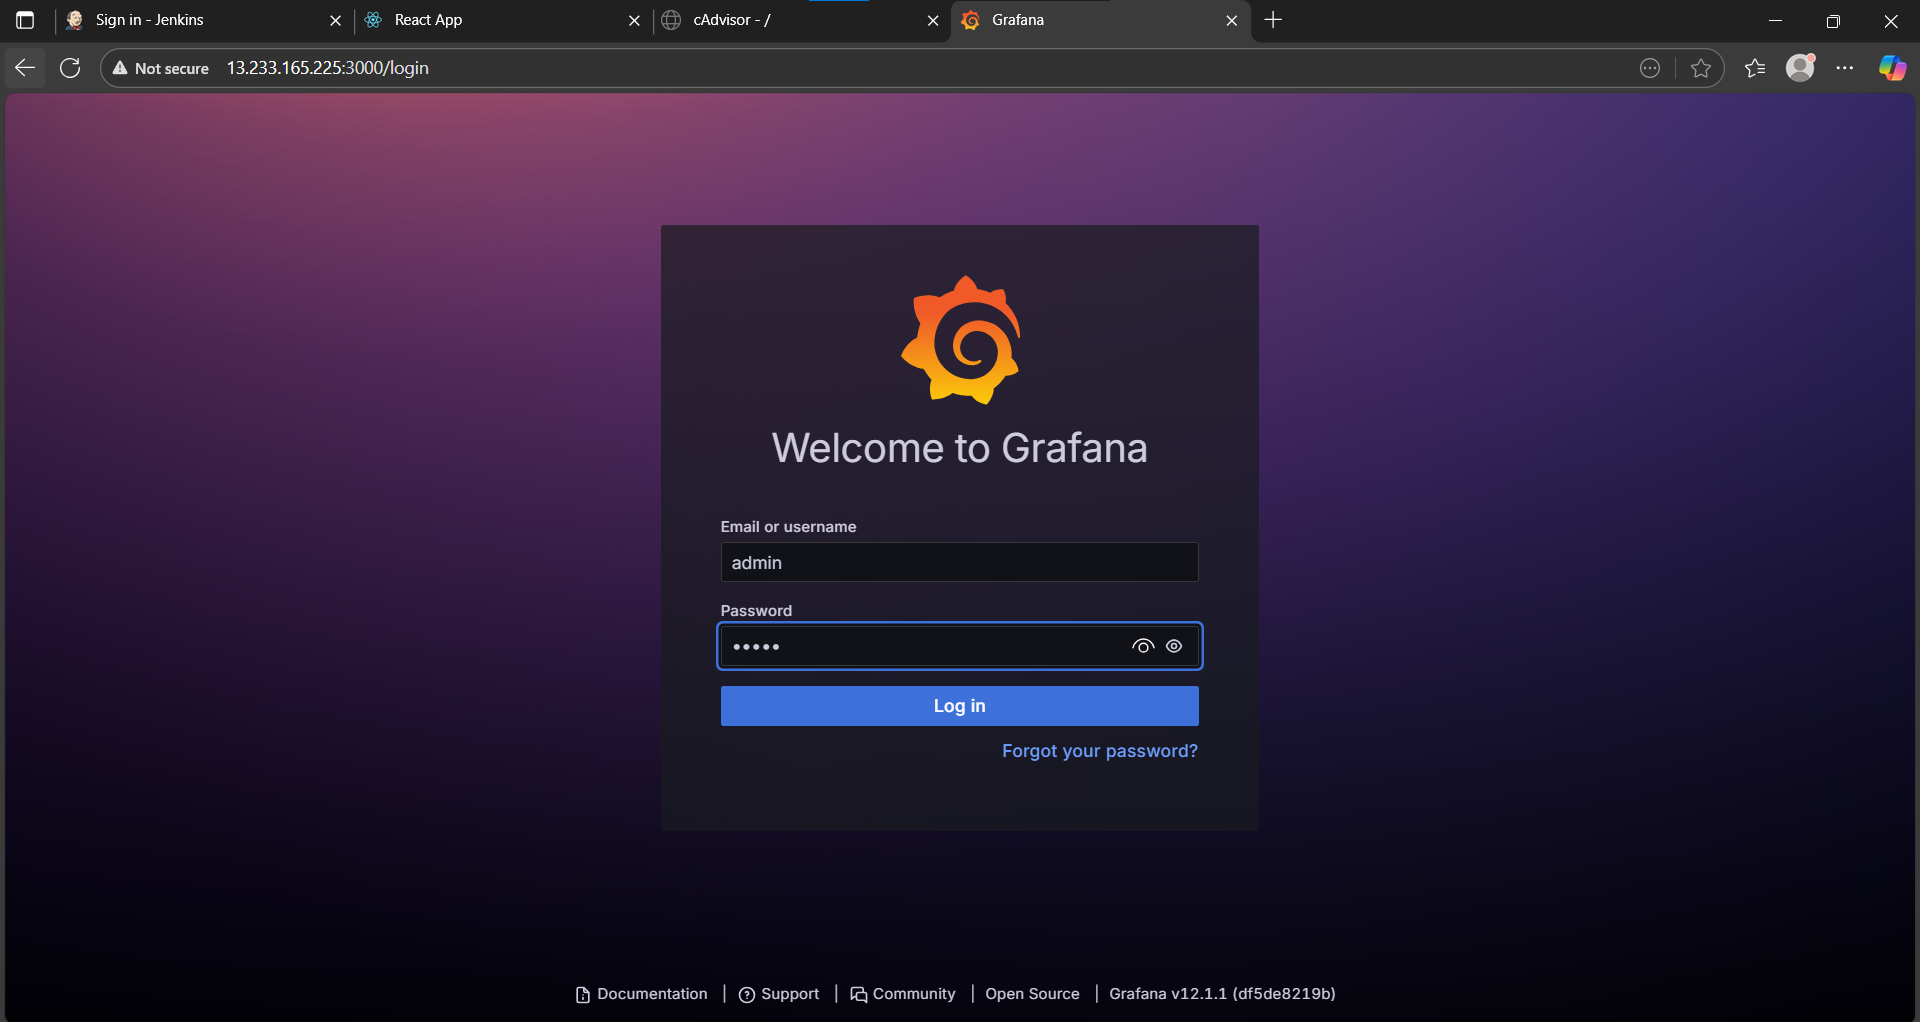 Sign in - Jenkins
React App
cAdvisor - /
Grafana
Not secure 13.233.165.225:3000/login
Welcome to Grafana
Email or username
admin
Password
•••••
Log in
Forgot your password?
Documentation | Support | Community | Open Source | Grafana v12.1.1 (df5de8219b)